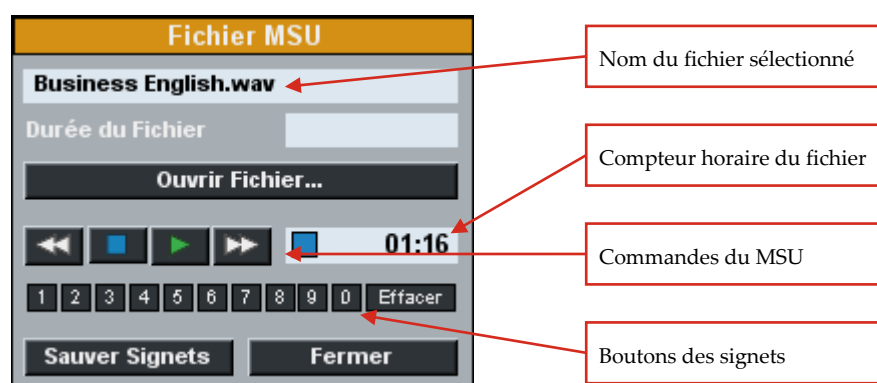 Fichier MSU
Business English.wav
Durée du Fichier
Ouvrir Fichier...
01:16
1 2 3 4 5 6 7 8 9 0 Effacer
Sauver Signets Fermer
Nom du fichier sélectionné
Compteur horaire du fichier
Commandes du MSU
Boutons des signets